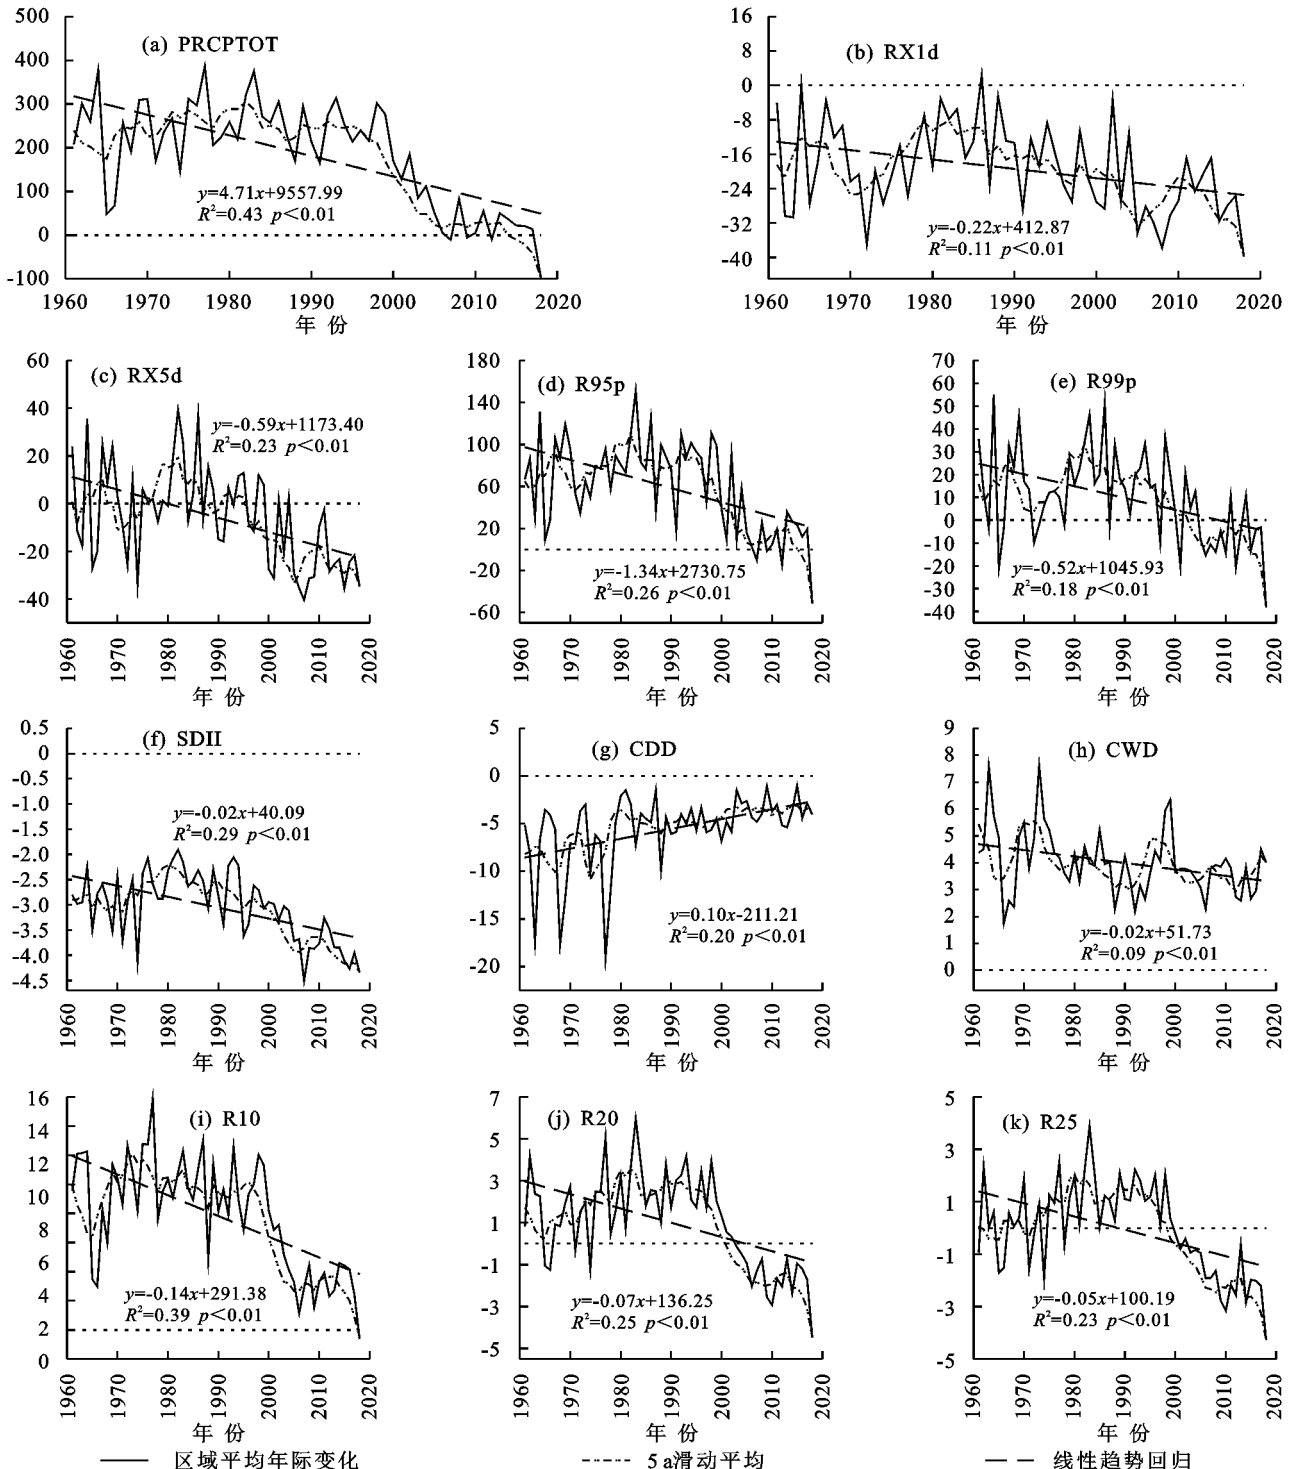 (a) PRCPTOT
500
400
300
200
100
0
-100
y=4.71x+9557.99
R²=0.43 p<0.01
1960 1970 1980 1990 2000 2010 2020
年 份
(b) RX1d
16
8
0
-8
-16
-24
-32
-40
y=-0.22x+412.87
R²=0.11 p<0.01
1960 1970 1980 1990 2000 2010 2020
年 份
(c) RX5d
60
40
20
0
-20
-40
y=-0.59x+1173.40
R²=0.23 p<0.01
1960 1970 1980 1990 2000 2010 2020
年 份
(d) R95p
180
140
100
60
20
-20
-60
y=-1.34x+2730.75
R²=0.26 p<0.01
1960 1970 1980 1990 2000 2010 2020
年 份
(e) R99p
70
60
50
40
30
20
10
0
-10
-20
-30
-40
y=-0.52x+1045.93
R²=0.18 p<0.01
1960 1970 1980 1990 2000 2010 2020
年 份
(f) SDII
0.5
0
-0.5
-1.0
-1.5
-2.0
-2.5
-3.0
-3.5
-4.0
-4.5
y=-0.02x+40.09
R²=0.29 p<0.01
1960 1970 1980 1990 2000 2010 2020
年 份
(g) CDD
5
0
-5
-10
-15
-20
y=0.10x-211.21
R²=0.20 p<0.01
1960 1970 1980 1990 2000 2010 2020
年 份
(h) CWD
9
8
7
6
5
4
3
2
1
0
y=-0.02x+51.73
R²=0.09 p<0.01
1960 1970 1980 1990 2000 2010 2020
年 份
(i) R10
16
14
12
10
8
6
4
2
0
y=-0.14x+291.38
R²=0.39 p<0.01
1960 1970 1980 1990 2000 2010 2020
年 份
(j) R20
7
5
3
1
-1
-3
-5
y=-0.07x+136.25
R²=0.25 p<0.01
1960 1970 1980 1990 2000 2010 2020
年 份
(k) R25
5
3
1
-1
-3
-5
y=-0.05x+100.19
R²=0.23 p<0.01
1960 1970 1980 1990 2000 2010 2020
年 份
区域平均年际变化 5 a滑动平均 线性趋势回归